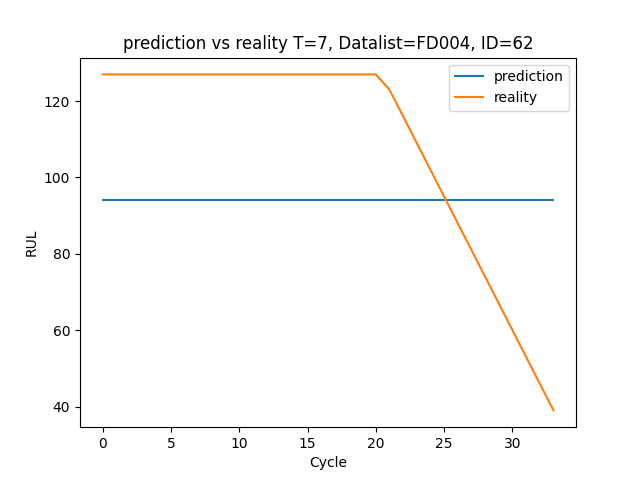 prediction vs reality T=7, Datalist=FD004, ID=62
prediction
reality
120
100
80
60
40
RUL
0 5 10 15 20 25 30
Cycle